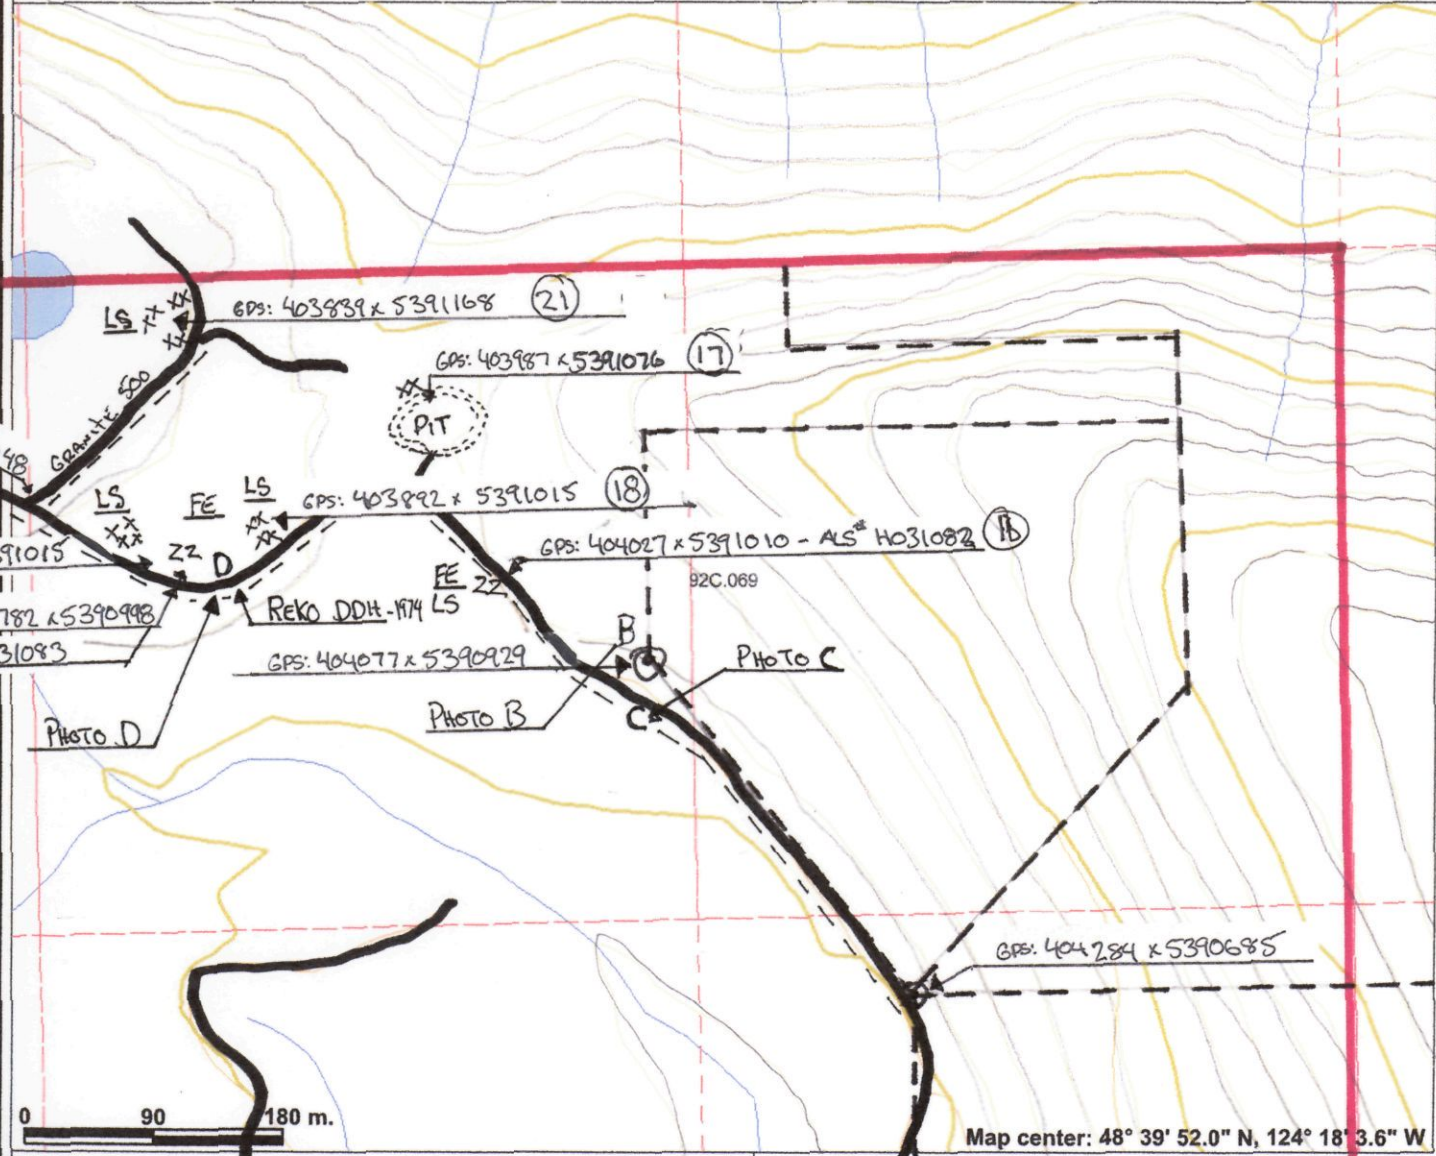 GPS: 403839 x 5391168 (21)
LS
GPS: 403987 x 5391076 (17)
PIT
GRANITE 500
48
LS
FE
LS
GPS: 403892 x 5391015 (18)
GPS: 404027 x 5391010 - ALS# H031082
91015
ZZ
D
FE
ZZ
LS
92C.069
782 x 5390998
REKO DDH-1974
31083
B
GPS: 404077 x 5390929
PHOTO C
PHOTO B
C
PHOTO D
GPS: 404284 x 5390685
0 90 180 m.
Map center: 48° 39' 52.0" N, 124° 18' 3.6" W